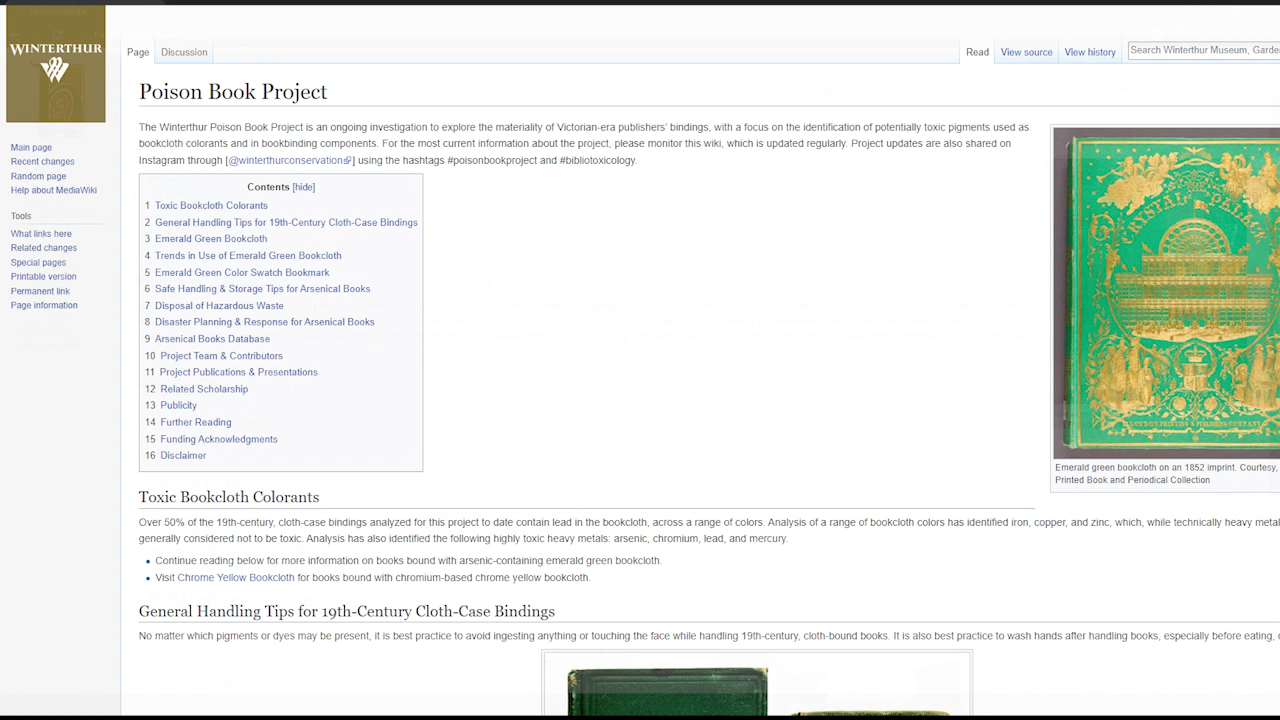 WINTERTHUR
Page
Discussion
Read
View source
View history
Search Winterthur Museum, Garde
Main page
Recent changes
Random page
Help about MediaWiki
Tools
What links here
Related changes
Special pages
Printable version
Permanent link
Page information
Poison Book Project
The Winterthur Poison Book Project is an ongoing investigation to explore the materiality of Victorian-era publishers' bindings, with a focus on the identification of potentially toxic pigments used as
bookcloth colorants and in bookbinding components. For the most current information about the project, please monitor this wiki, which is updated regularly. Project updates are also shared on
Instagram through [@winterthurconservation] using the hashtags #poisonbookproject and #bibliotoxicology.
Contents [hide]
1 Toxic Bookcloth Colorants
2 General Handling Tips for 19th-Century Cloth-Case Bindings
3 Emerald Green Bookcloth
4 Trends in Use of Emerald Green Bookcloth
5 Emerald Green Color Swatch Bookmark
6 Safe Handling & Storage Tips for Arsenical Books
7 Disposal of Hazardous Waste
8 Disaster Planning & Response for Arsenical Books
9 Arsenical Books Database
10 Project Team & Contributors
11 Project Publications & Presentations
12 Related Scholarship
13 Publicity
14 Further Reading
15 Funding Acknowledgments
16 Disclaimer
CRYSTAL PALACE
LONDON PRINTING & PUBLISHING COMPANY
Emerald green bookcloth on an 1852 imprint. Courtesy,
Printed Book and Periodical Collection
Toxic Bookcloth Colorants
Over 50% of the 19th-century, cloth-case bindings analyzed for this project to date contain lead in the bookcloth, across a range of colors. Analysis of a range of bookcloth colors has identified iron, copper, and zinc, which, while technically heavy metal
generally considered not to be toxic. Analysis has also identified the following highly toxic heavy metals: arsenic, chromium, lead, and mercury.
• Continue reading below for more information on books bound with arsenic-containing emerald green bookcloth.
• Visit Chrome Yellow Bookcloth for books bound with chromium-based chrome yellow bookcloth.
General Handling Tips for 19th-Century Cloth-Case Bindings
No matter which pigments or dyes may be present, it is best practice to avoid ingesting anything or touching the face while handling 19th-century, cloth-bound books. It is also best practice to wash hands after handling books, especially before eating,